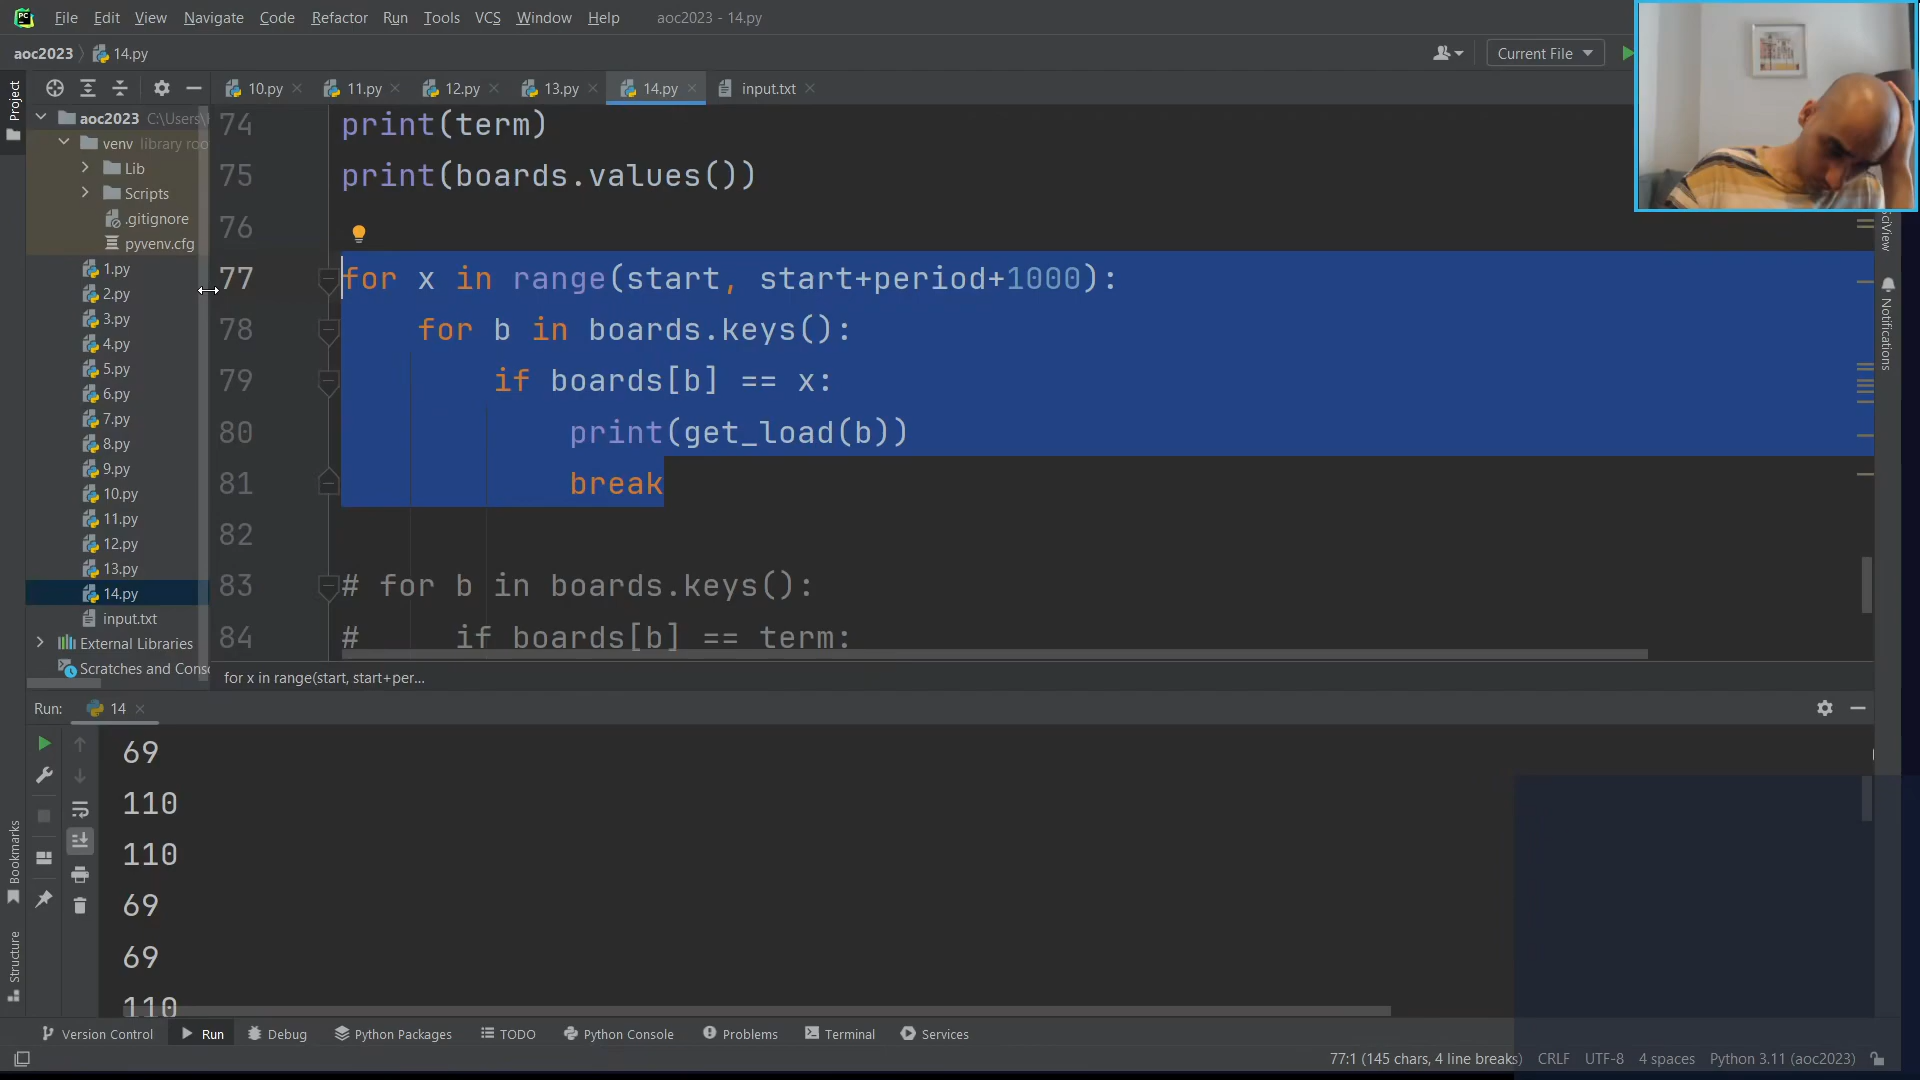 PC File Edit View Navigate Code Refactor Run Tools VCS Window Help aoc2023 - 14.py
aoc2023 14.py Current File
Project 10.py 11.py 12.py 13.py 14.py input.txt
aoc2023 C:\Users\
venv library roo
Lib
Scripts
.gitignore
pyvenv.cfg
1.py
2.py
3.py
4.py
5.py
6.py
7.py
8.py
9.py
10.py
11.py
12.py
13.py
14.py
input.txt
External Libraries
Scratches and Conso
74 print(term)
75 print(boards.values())
76
77 for x in range(start, start+period+1000):
78 for b in boards.keys():
79 if boards[b] == x:
80 print(get_load(b))
81 break
82
83 # for b in boards.keys():
84 # if boards[b] == term:
for x in range(start, start+per...
SciView
Notifications
Run: 14
69
110
110
69
69
110
Bookmarks
Structure
Version Control Run Debug Python Packages TODO Python Console Problems Terminal Services
77:1 (145 chars, 4 line breaks) CRLF UTF-8 4 spaces Python 3.11 (aoc2023)